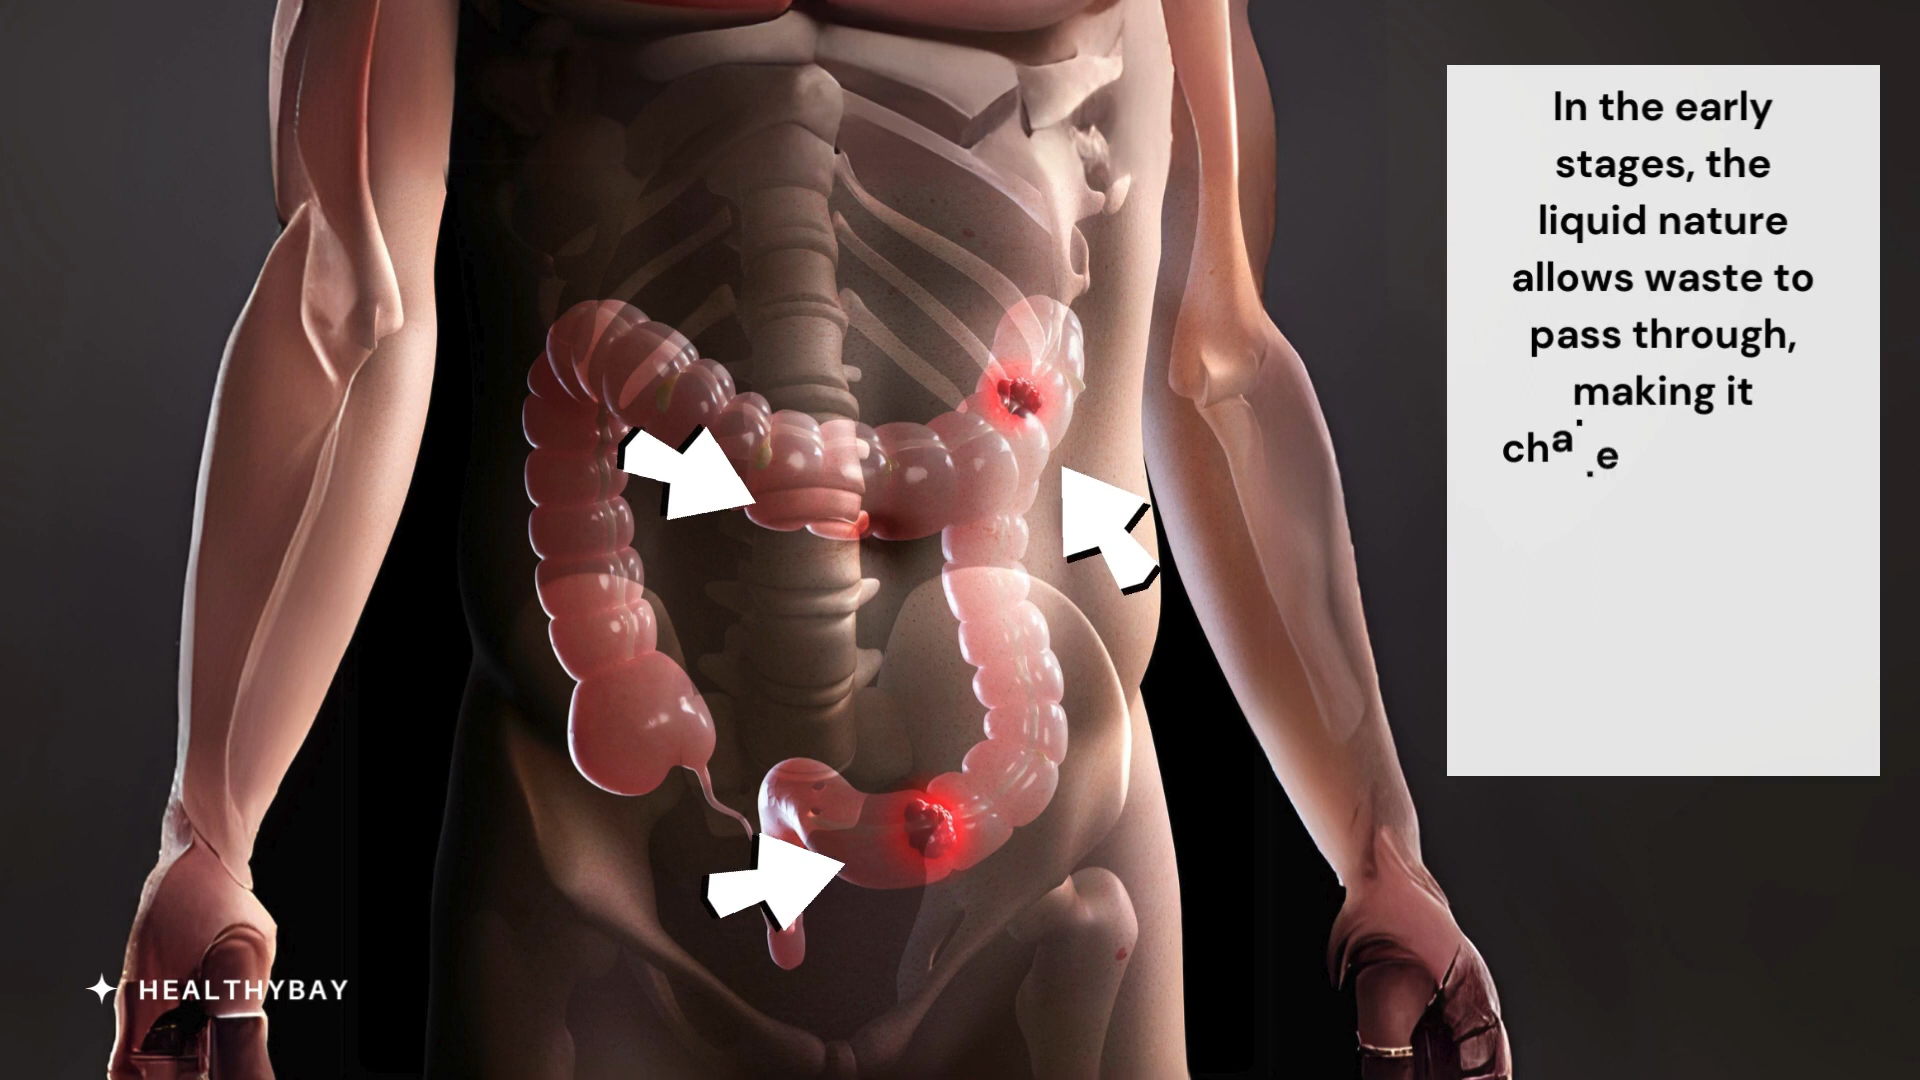 In the early
stages, the
liquid nature
allows waste to
pass through,
making it
HEALTHYBAY